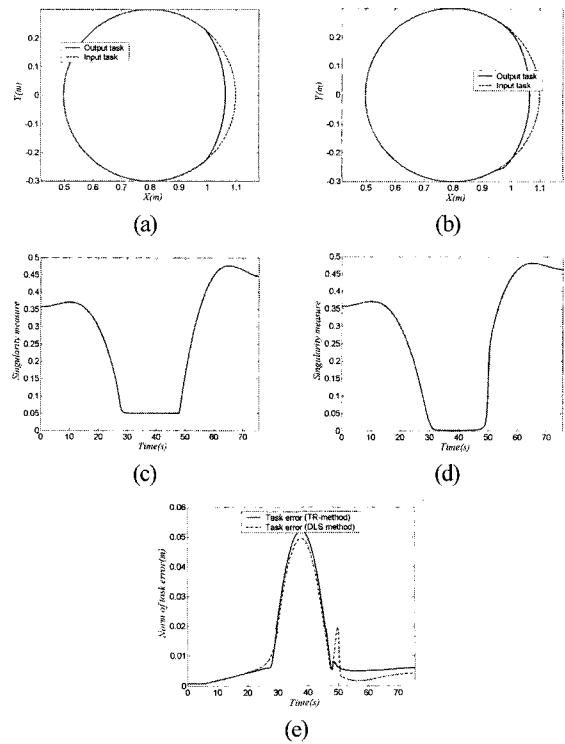 0.2
0.1
0
-0.1
-0.2
-0.3
Y(m)
Output task
Input task
0.5 0.6 0.7 0.8 0.9 1 1.1
X(m)
(a)
0.2
0.1
0
-0.1
-0.2
-0.3
Y(m)
Output task
Input task
0.5 0.6 0.7 0.8 0.9 1 1.1
X(m)
(b)
0.5
0.45
0.4
0.35
0.3
0.25
0.2
0.15
0.1
0.05
0
Singularity measure
0 10 20 30 40 50 60 70
Time(s)
(c)
0.5
0.45
0.4
0.35
0.3
0.25
0.2
0.15
0.1
0.05
0
Singularity measure
0 10 20 30 40 50 60 70
Time(s)
(d)
0.06
0.05
0.04
0.03
0.02
0.01
0
Norm of task error(m)
Task error (TR-method)
Task error (DLS method)
0 10 20 30 40 50 60 70
Time(s)
(e)